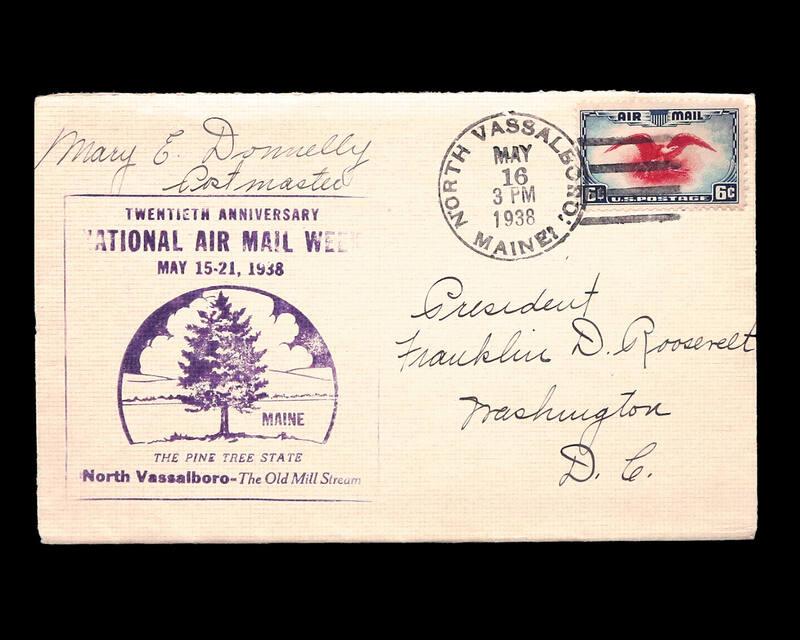 Mary E. Donnelly
Postmaster
TWENTIETH ANNIVERSARY
NATIONAL AIR MAIL WEEK
MAY 15-21, 1938
MAINE
THE PINE TREE STATE
North Vassalboro-The Old Mill Stream
NORTH VASSALBORO.
MAY
16
3 PM
1938
MAINE.
AIR MAIL
6c 6c
U.S. POSTAGE
President
Franklin D. Roosevelt
Washington
D. C.